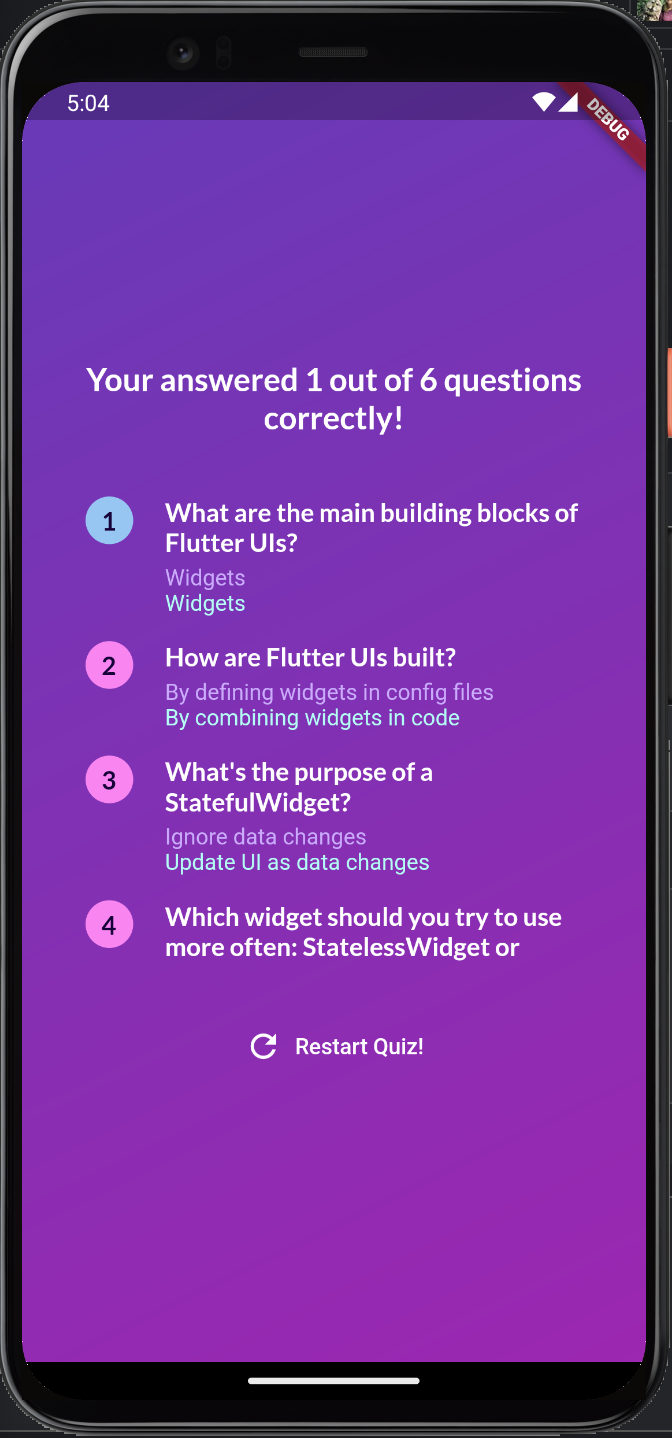 5:04
DEBUG
Your answered 1 out of 6 questions
correctly!
1
What are the main building blocks of
Flutter UIs?
Widgets
Widgets
2
How are Flutter UIs built?
By defining widgets in config files
By combining widgets in code
3
What's the purpose of a
StatefulWidget?
Ignore data changes
Update UI as data changes
4
Which widget should you try to use
more often: StatelessWidget or
Restart Quiz!